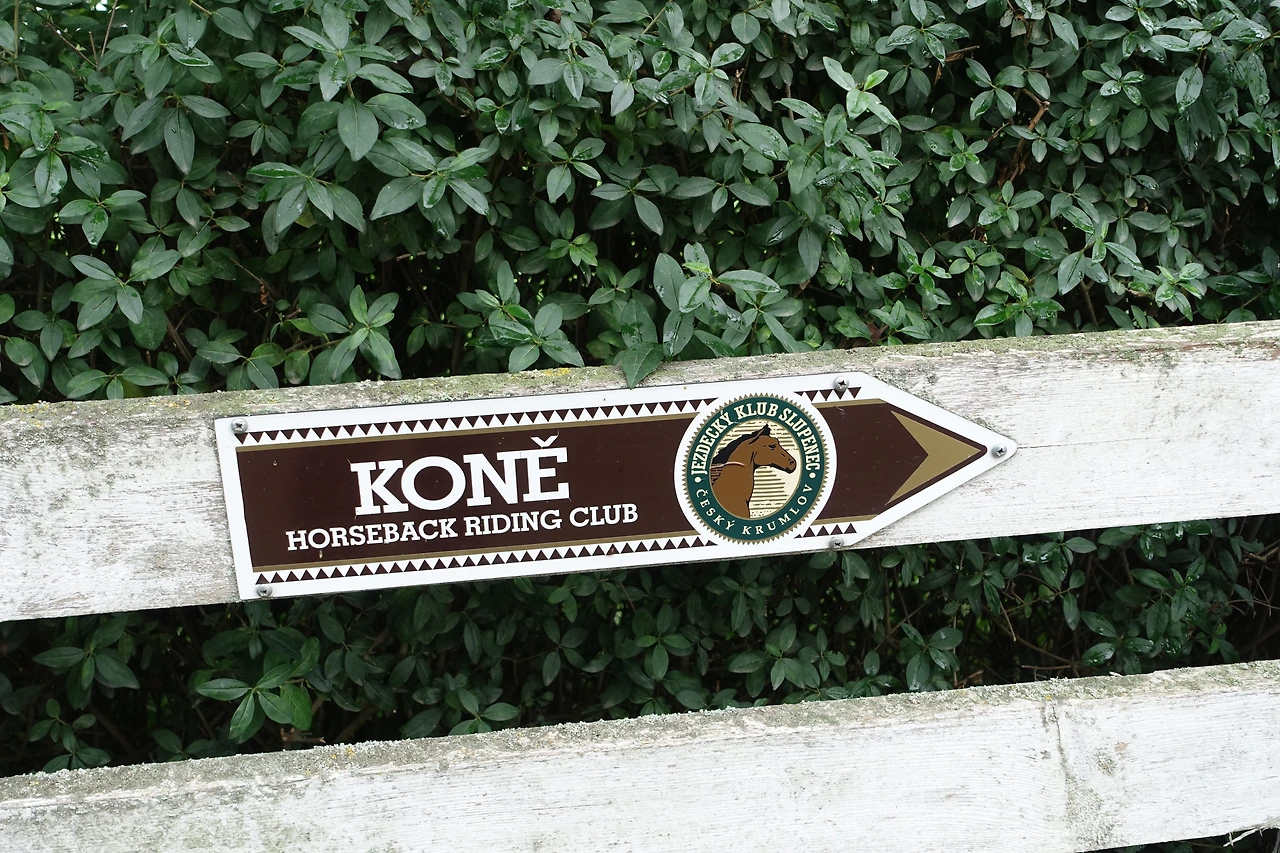 KONĚ
HORSEBACK RIDING CLUB
JEZDECKÝ KLUB SLUPENEC
ČESKÝ KRUMLOV